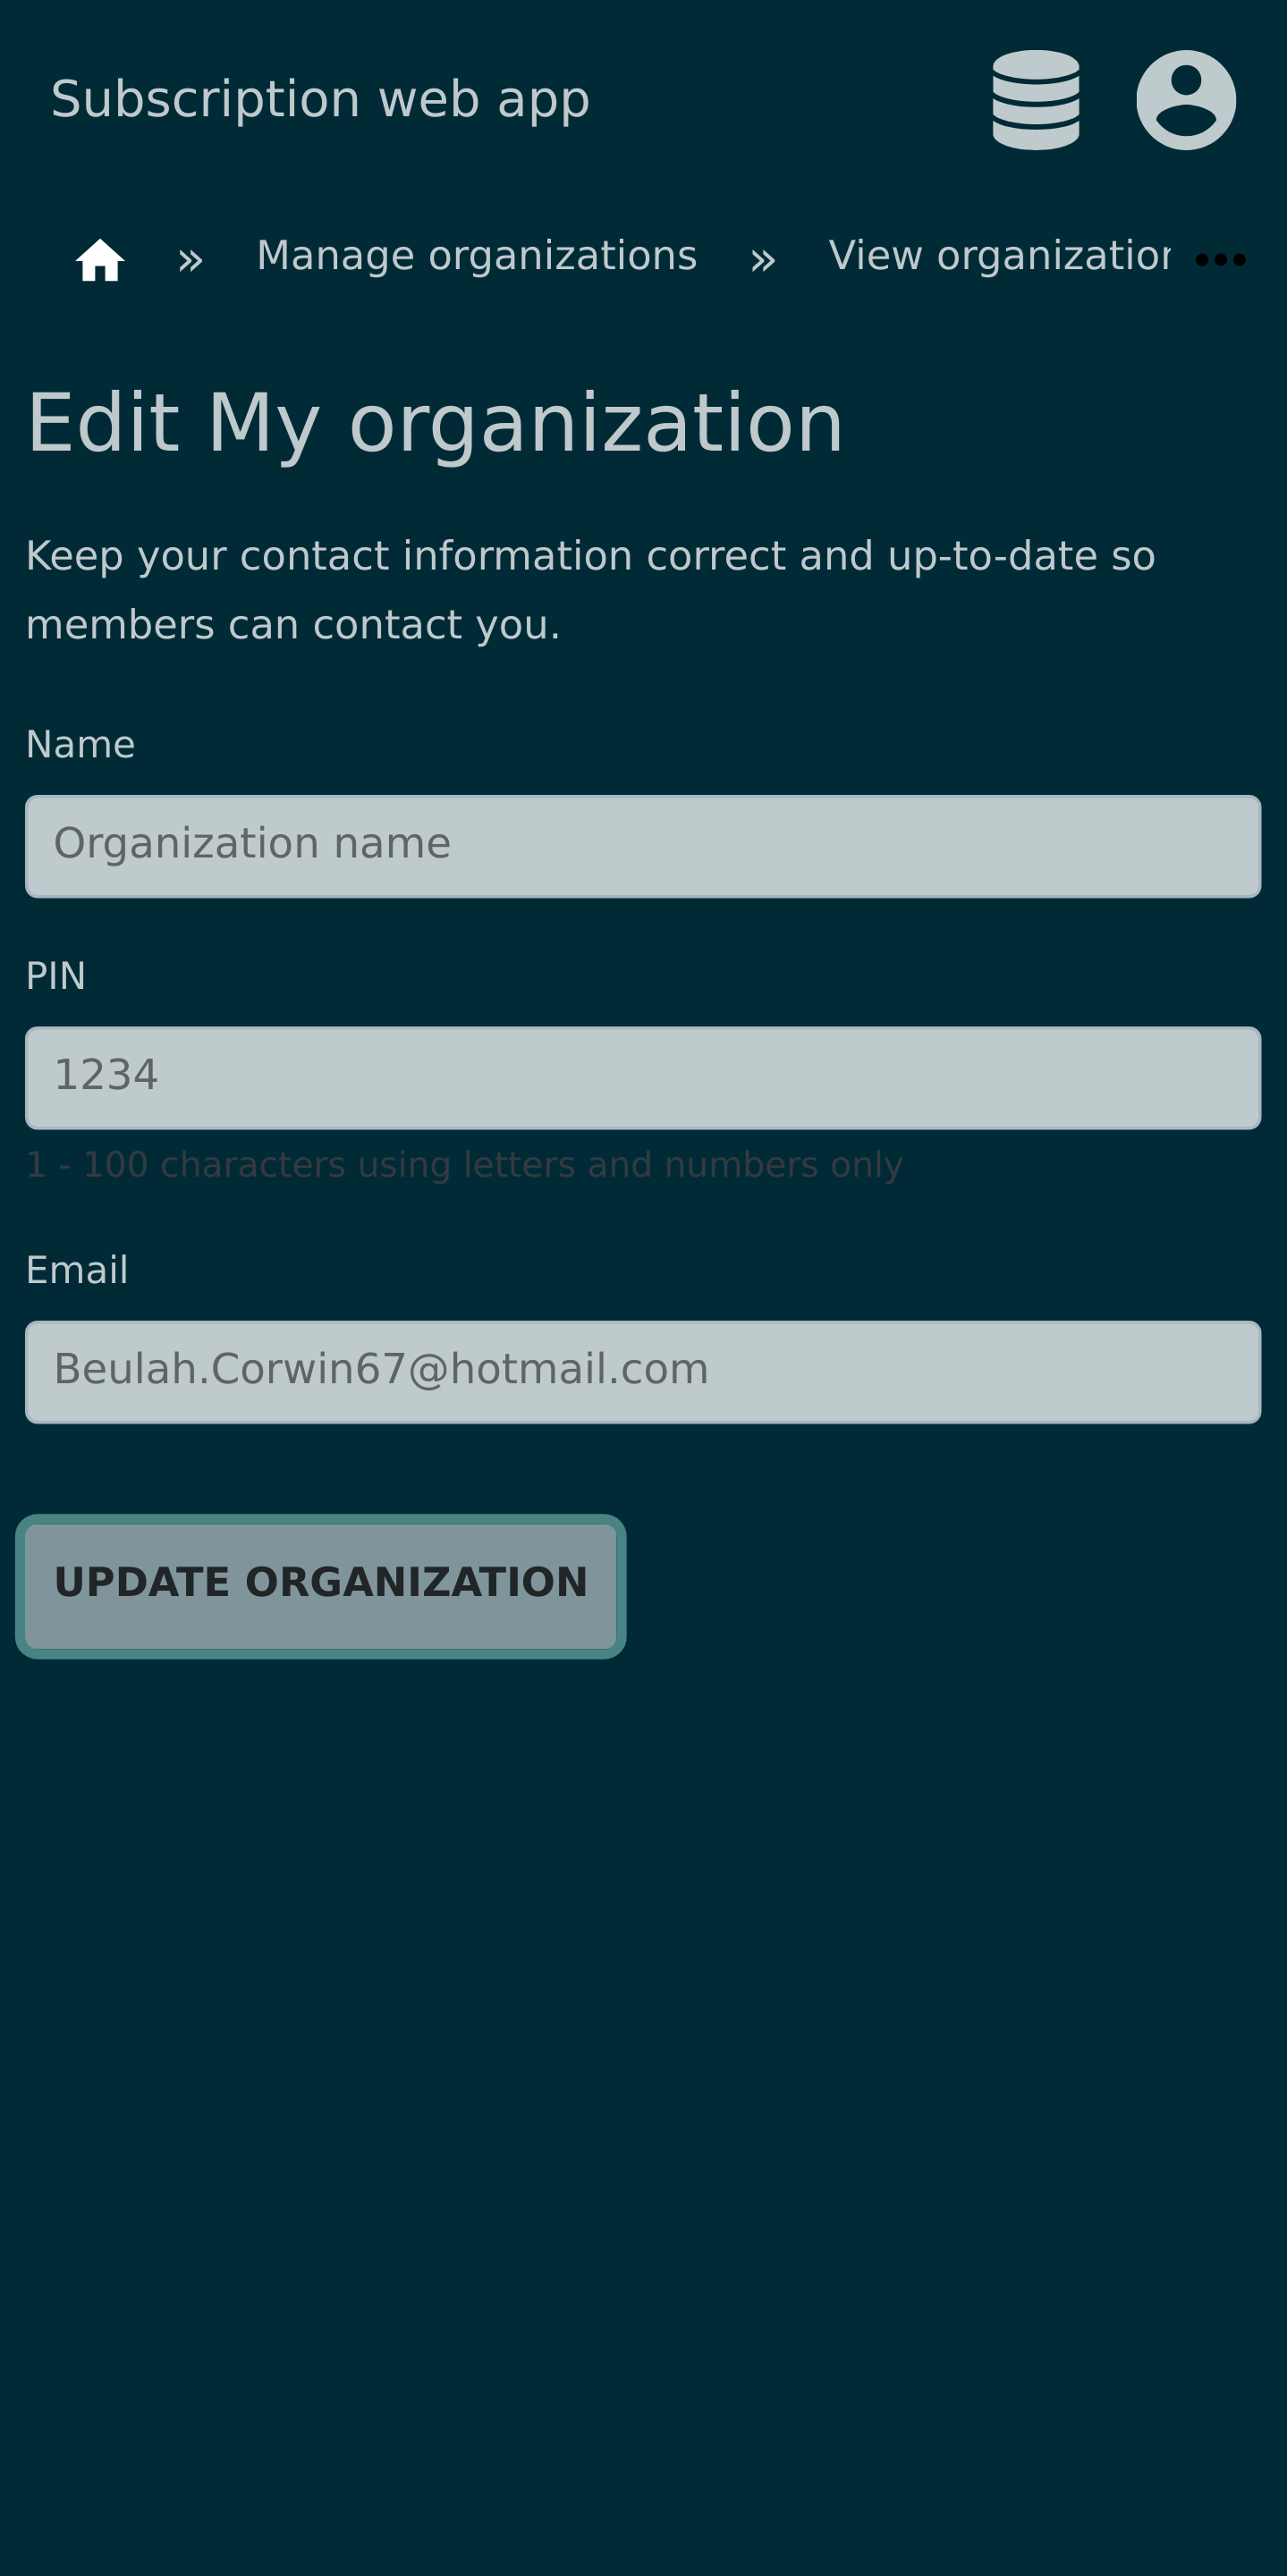 Subscription web app
» Manage organizations » View organization •••
Edit My organization
Keep your contact information correct and up-to-date so
members can contact you.
Name
Organization name
PIN
1234
1 - 100 characters using letters and numbers only
Email
Beulah.Corwin67@hotmail.com
UPDATE ORGANIZATION